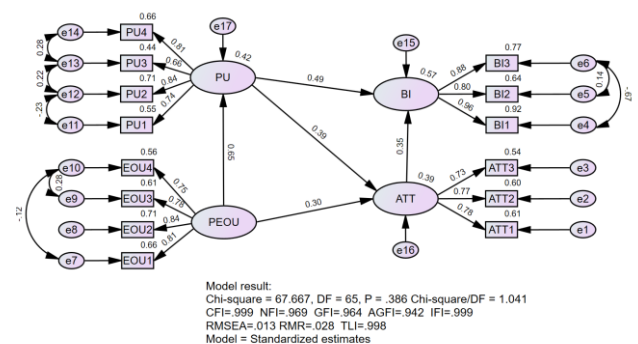 0.66
e17
e14 PU4
0.81
0.28 0.44 0.42
e13 PU3 0.66
0.22 0.71 PU
e12 PU2 0.84
-.23 0.55 0.74
e11 PU1
e15
0.77
0.57 0.88 BI3 e6
0.49 0.64 0.14
BI 0.80 BI2 e5 -.67
0.96 0.92
BI1 e4
0.39
0.65
0.35
0.56
e10 EOU4
0.28 0.61 0.75
e9 EOU3 0.78
-.12 0.71
e8 EOU2 0.84 PEOU
0.66 0.81
e7 EOU1
0.30
0.54
0.39 0.73 ATT3 e3
0.60
ATT 0.77 ATT2 e2
0.78 0.61
ATT1 e1
e16
Model result:
Chi-square = 67.667, DF = 65, P = .386 Chi-square/DF = 1.041
CFI=.999 NFI=.969 GFI=.964 AGFI=.942 IFI=.999
RMSEA=.013 RMR=.028 TLI=.998
Model = Standardized estimates